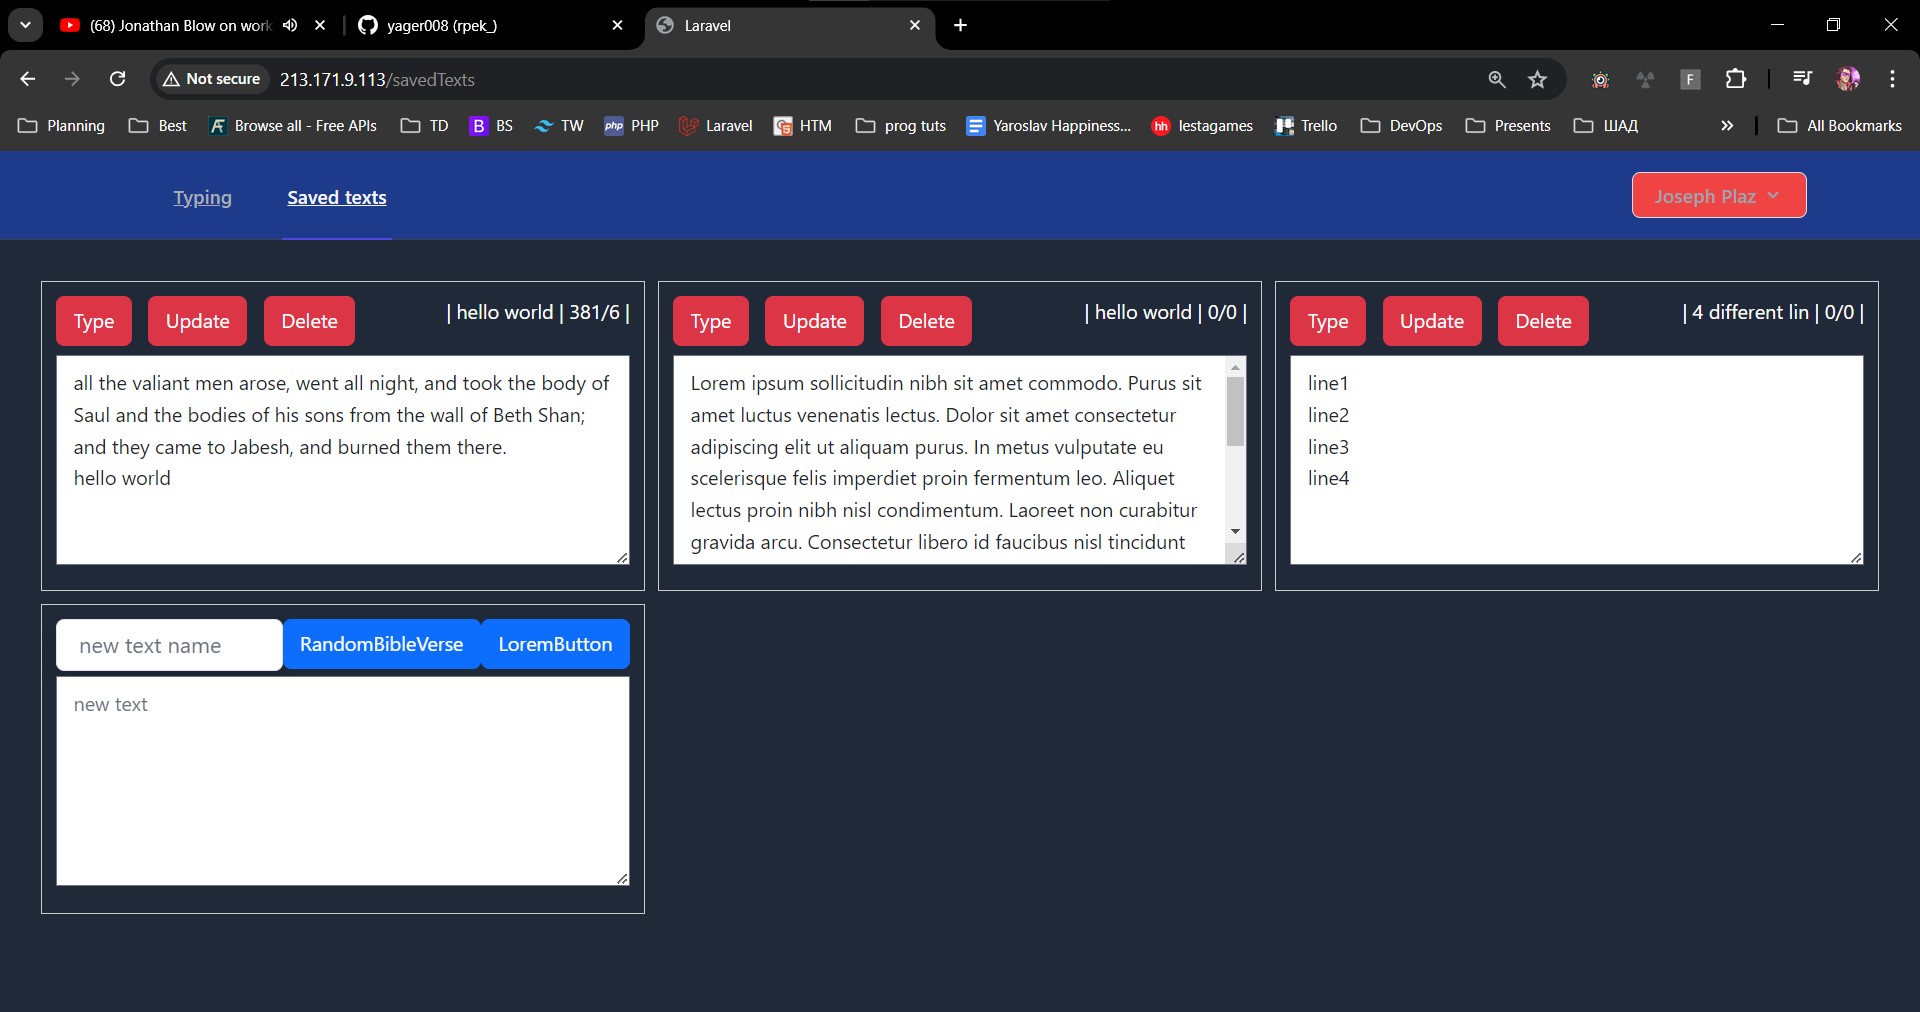 (68) Jonathan Blow on work
yager008 (rpek_)
Laravel
Not secure
213.171.9.113/savedTexts
F
Planning
Best
Browse all - Free APIs
TD
B
BS
TW
php
PHP
Laravel
HTM
prog tuts
Yaroslav Happiness...
hh
lestagames
Trello
DevOps
Presents
ШАД
All Bookmarks
Typing
Saved texts
Joseph Plaz
Type
Update
Delete
| hello world | 381/6 |
all the valiant men arose, went all night, and took the body of
Saul and the bodies of his sons from the wall of Beth Shan;
and they came to Jabesh, and burned them there.
hello world
Type
Update
Delete
| hello world | 0/0 |
Lorem ipsum sollicitudin nibh sit amet commodo. Purus sit
amet luctus venenatis lectus. Dolor sit amet consectetur
adipiscing elit ut aliquam purus. In metus vulputate eu
scelerisque felis imperdiet proin fermentum leo. Aliquet
lectus proin nibh nisl condimentum. Laoreet non curabitur
gravida arcu. Consectetur libero id faucibus nisl tincidunt
Type
Update
Delete
| 4 different lin | 0/0 |
line1
line2
line3
line4
new text name
RandomBibleVerse
LoremButton
new text